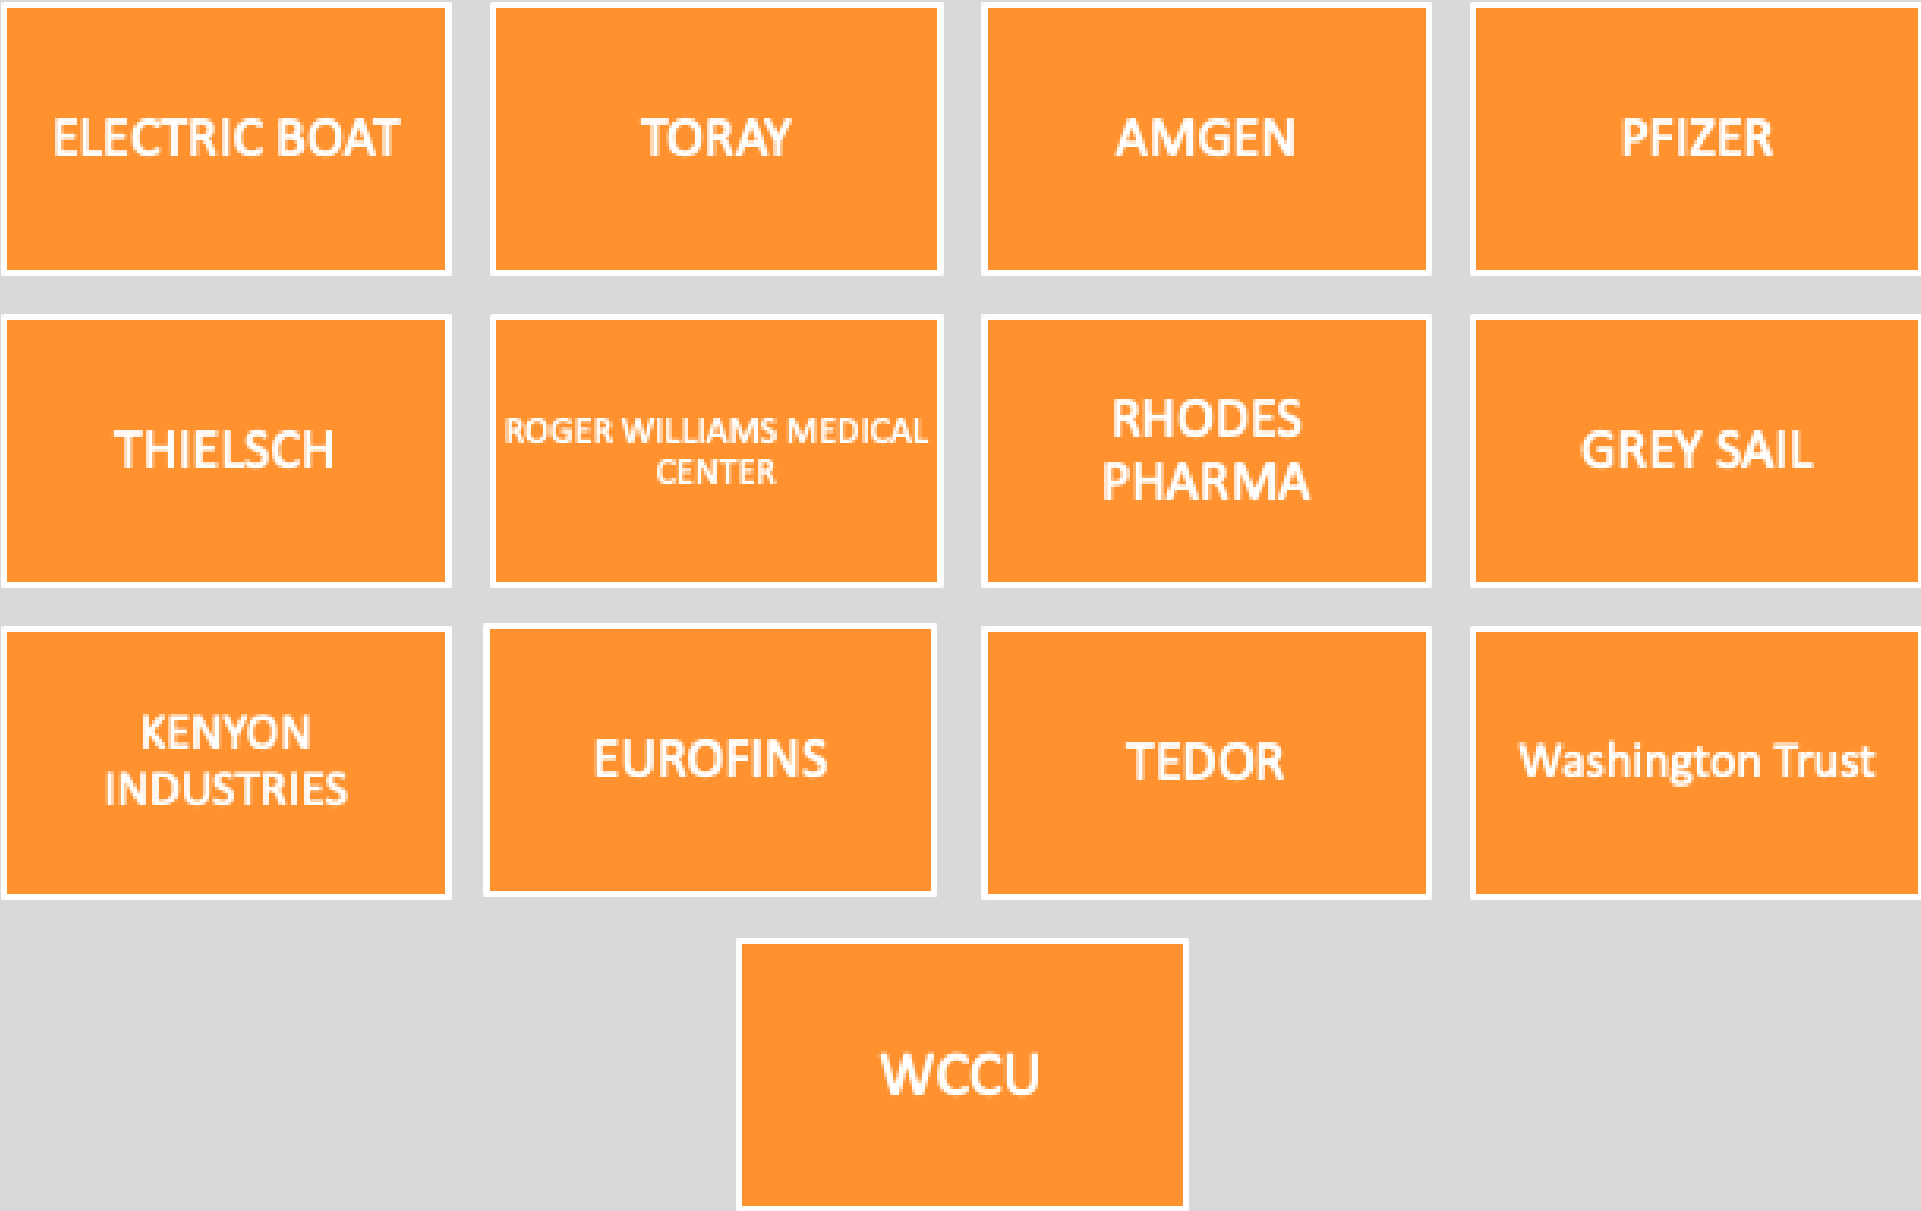 ELECTRIC BOAT
TORAY
AMGEN
PFIZER
THIELSCH
ROGER WILLIAMS MEDICAL
CENTER
RHODES
PHARMA
GREY SAIL
KENYON
INDUSTRIES
EUROFINS
TEDOR
Washington Trust
WCCU